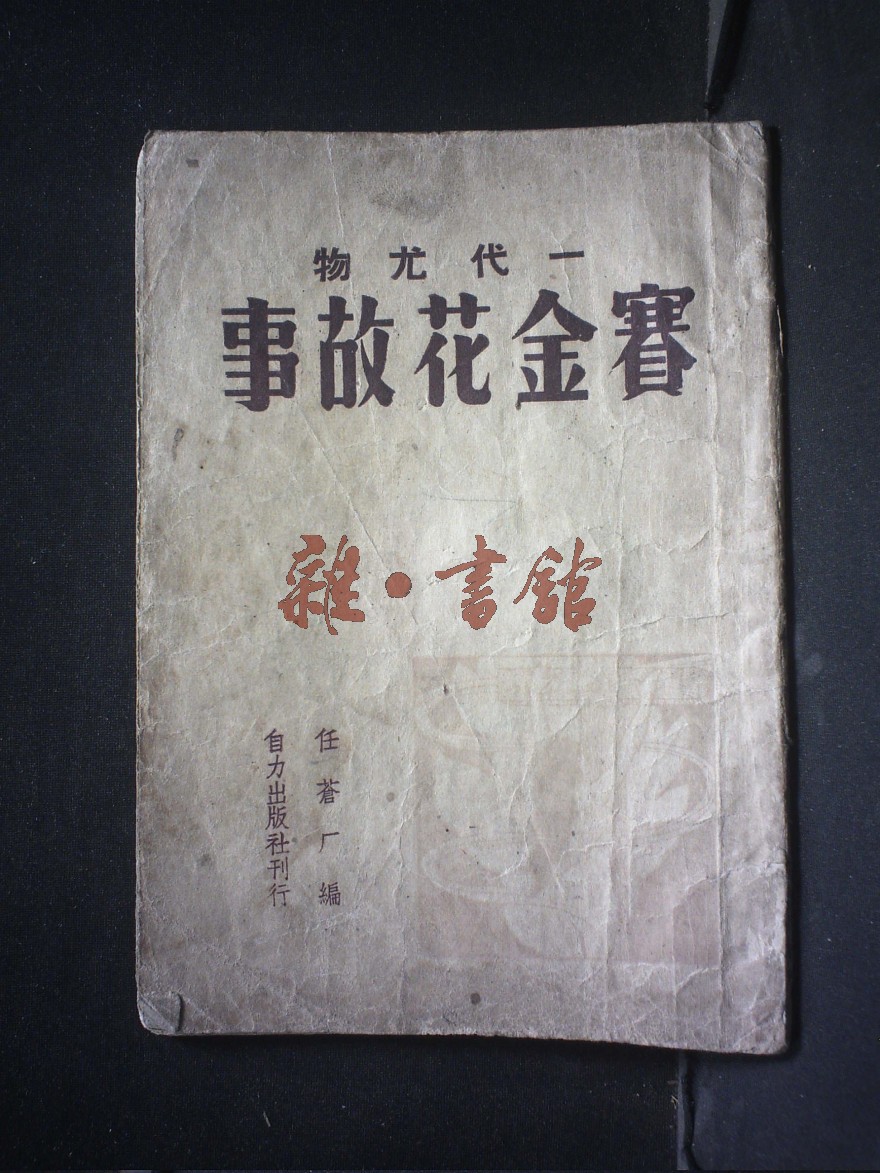 一代尤物
賽金花故事
雜·書館
任蒼厂編
自力出版社刊行